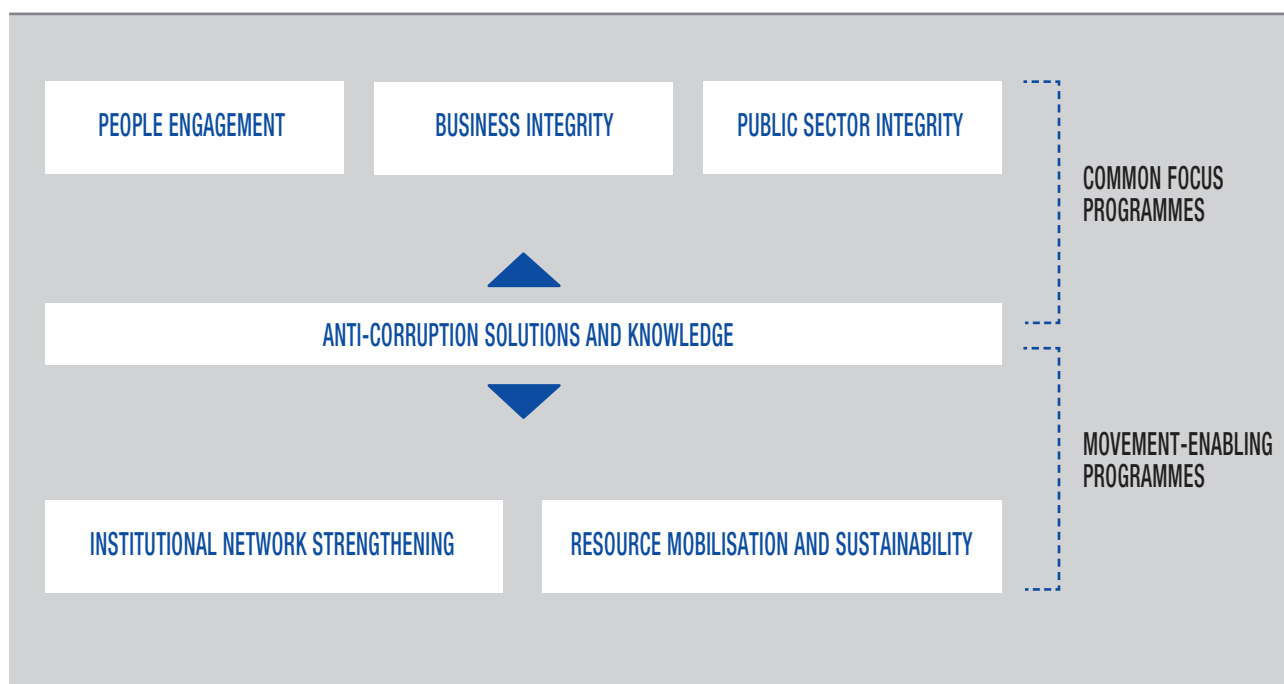 PEOPLE ENGAGEMENT
BUSINESS INTEGRITY
PUBLIC SECTOR INTEGRITY
COMMON FOCUS
PROGRAMMES
ANTI-CORRUPTION SOLUTIONS AND KNOWLEDGE
MOVEMENT-ENABLING
PROGRAMMES
INSTITUTIONAL NETWORK STRENGTHENING
RESOURCE MOBILISATION AND SUSTAINABILITY